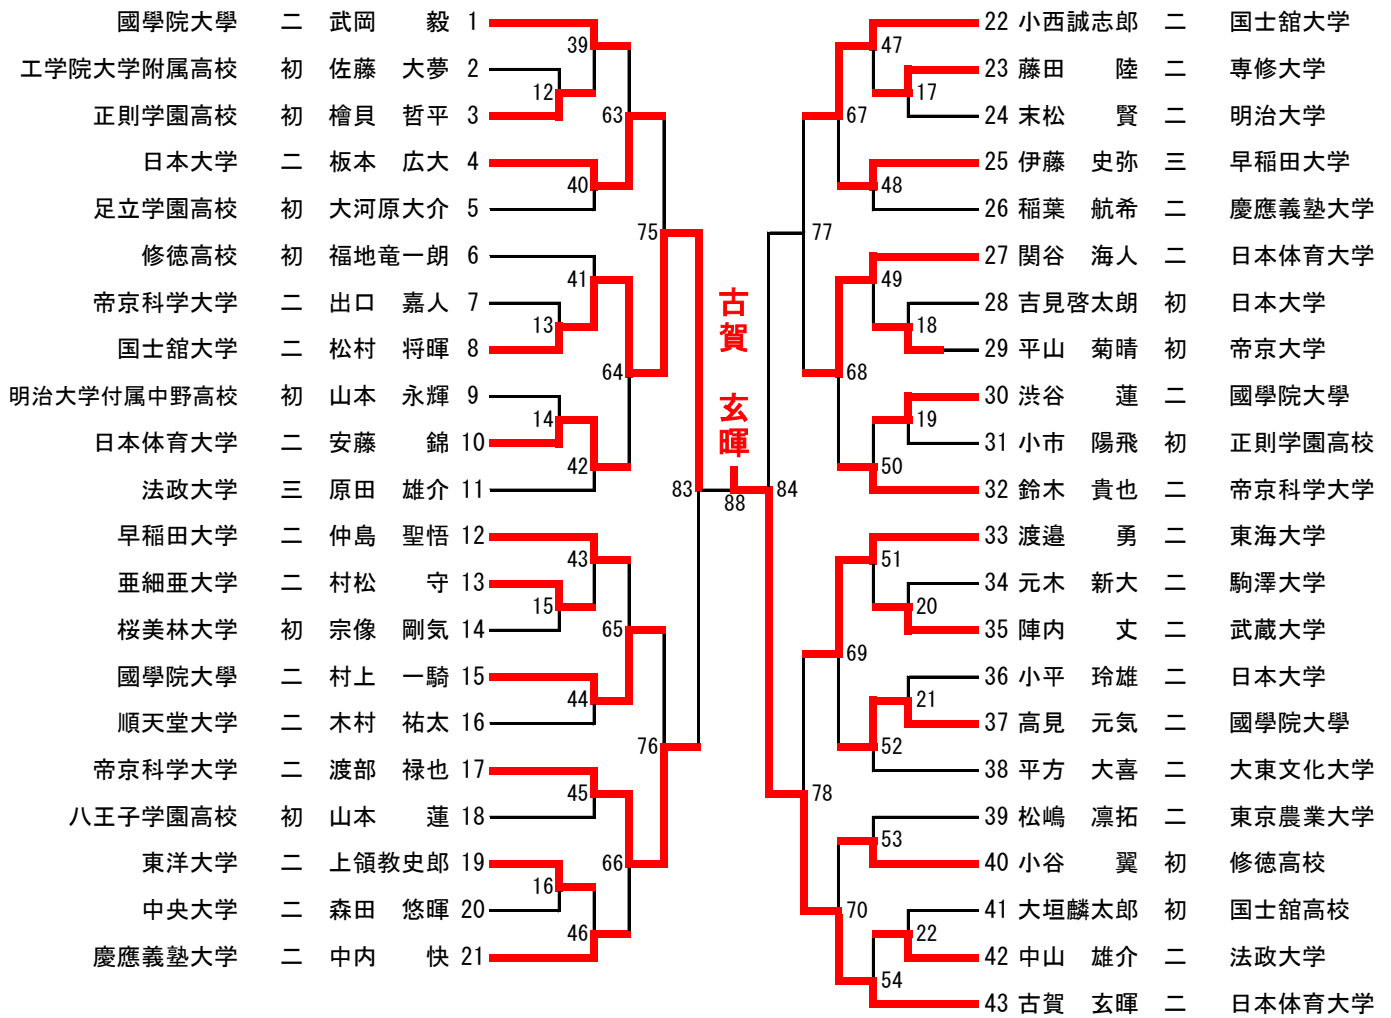 國學院大學 二 武岡 毅 1
工学院大学附属高校 初 佐藤 大夢 2
正則学園高校 初 檜貝 哲平 3
日本大学 二 板本 広大 4
足立学園高校 初 大河原大介 5
修徳高校 初 福地竜一朗 6
帝京科学大学 二 出口 嘉人 7
国士舘大学 二 松村 将暉 8
明治大学付属中野高校 初 山本 永輝 9
日本体育大学 二 安藤 錦 10
法政大学 三 原田 雄介 11
早稲田大学 二 仲島 聖悟 12
亜細亜大学 二 村松 守 13
桜美林大学 初 宗像 剛気 14
國學院大學 二 村上 一騎 15
順天堂大学 二 木村 祐太 16
帝京科学大学 二 渡部 禄也 17
八王子学園高校 初 山本 蓮 18
東洋大学 二 上領教史郎 19
中央大学 二 森田 悠暉 20
慶應義塾大学 二 中内 快 21
39
12
63
40
75
41
13
64
14
42
83
43
15
65
44
76
45
66
16
46
古賀 玄暉
88
47
17
67
48
77
49
18
68
19
50
84
51
20
69
21
52
78
53
70
22
54
22 小西誠志郎 二 国士舘大学
23 藤田 陸 二 専修大学
24 末松 賢 二 明治大学
25 伊藤 史弥 三 早稲田大学
26 稲葉 航希 二 慶應義塾大学
27 関谷 海人 二 日本体育大学
28 吉見啓太朗 初 日本大学
29 平山 菊晴 初 帝京大学
30 渋谷 蓮 二 國學院大學
31 小市 陽飛 初 正則学園高校
32 鈴木 貴也 二 帝京科学大学
33 渡邉 勇 二 東海大学
34 元木 新大 二 駒澤大学
35 陣内 丈 二 武蔵大学
36 小平 玲雄 二 日本大学
37 高見 元気 二 國學院大學
38 平方 大喜 二 大東文化大学
39 松嶋 凛拓 二 東京農業大学
40 小谷 翼 初 修徳高校
41 大垣麟太郎 初 国士舘高校
42 中山 雄介 二 法政大学
43 古賀 玄暉 二 日本体育大学